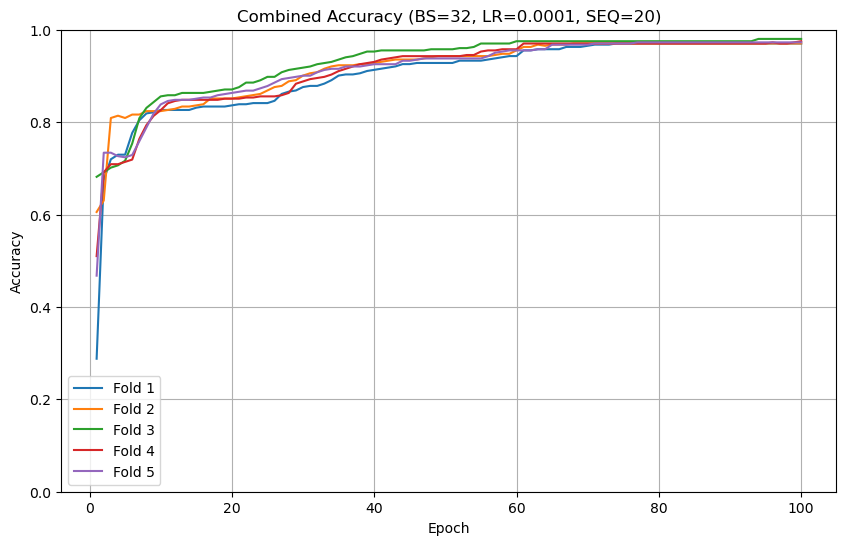 Combined Accuracy (BS=32, LR=0.0001, SEQ=20)
1.0
0.8
0.6
0.4
0.2
0.0
Accuracy
Fold 1
Fold 2
Fold 3
Fold 4
Fold 5
0 20 40 60 80 100
Epoch